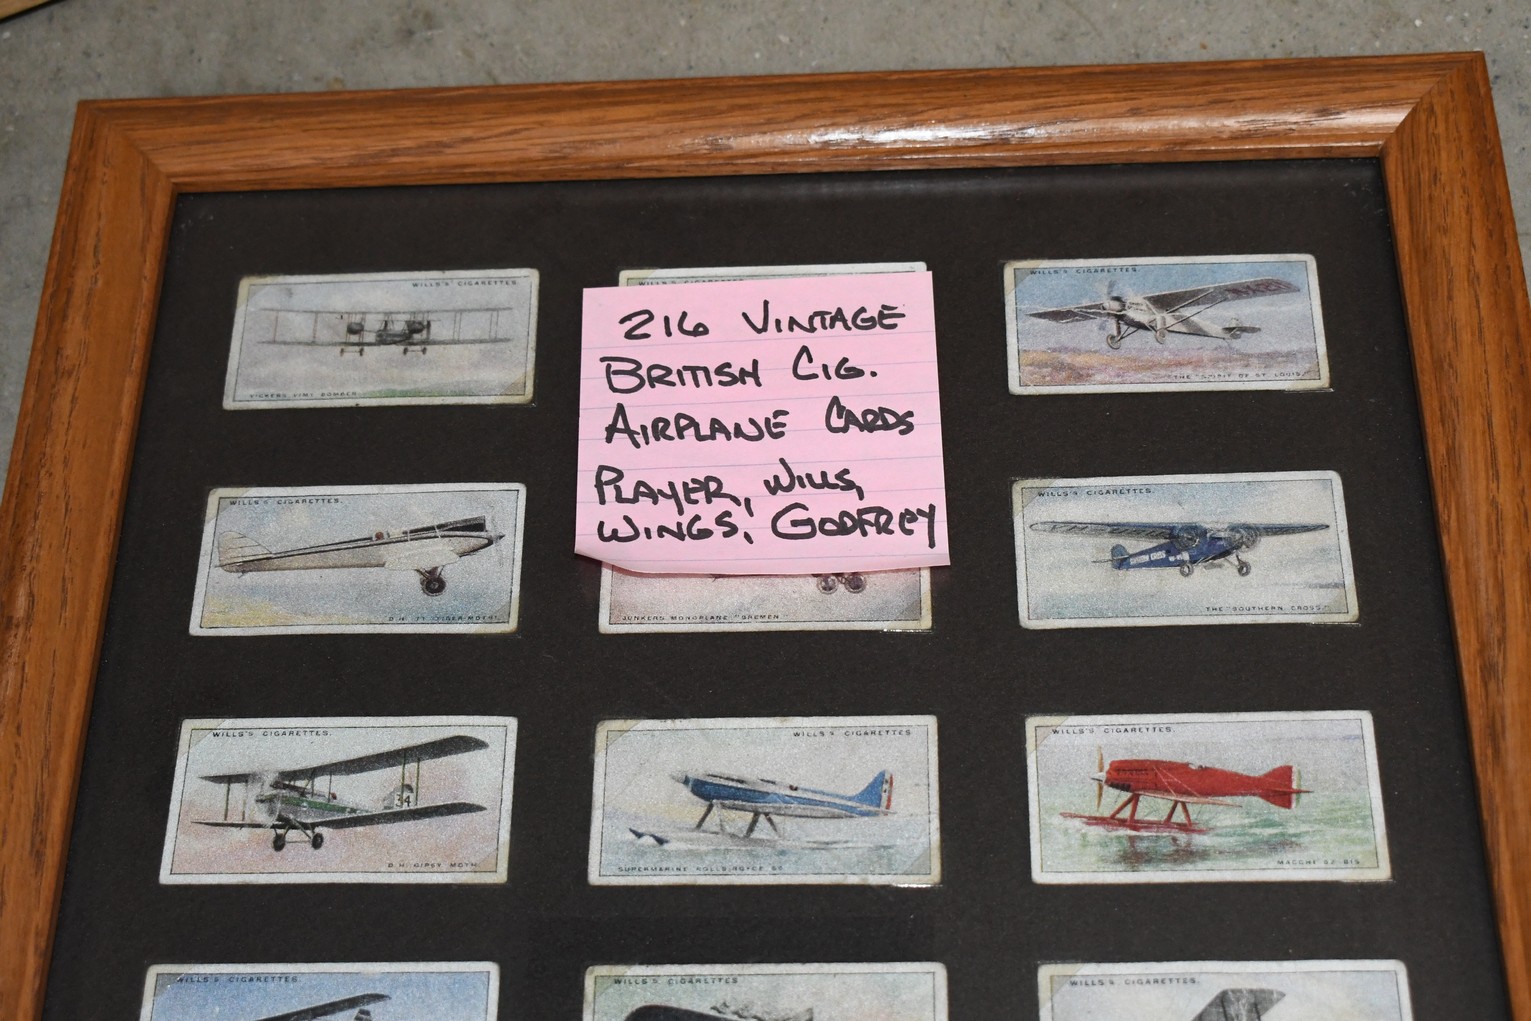 WILLS'S CIGARETTES
VICKERS VIMY BOMBER
216 VINTAGE
BRITISH CIG.
AIRPLANE CARDS
PLAYER, WILLS,
WINGS, GODFREY
WILLS'S CIGARETTES
"THE "SPIRIT OF ST. LOUIS."
WILLS'S CIGARETTES.
JUNKERS MONOPLANE "BREMEN
WILLS'S CIGARETTES
THE "SOUTHERN CROSS."
WILLS'S CIGARETTES.
34
D.H. GIPSY MOTH.
WILLS'S CIGARETTES
SUPERMARINE ROLLS-ROYCE S6.
WILLS'S CIGARETTES.
MACCHI 52 BIS
WILLS'S CIGARETTES.
WILLS'S CIGARETTES
WILLS'S CIGARETTES.